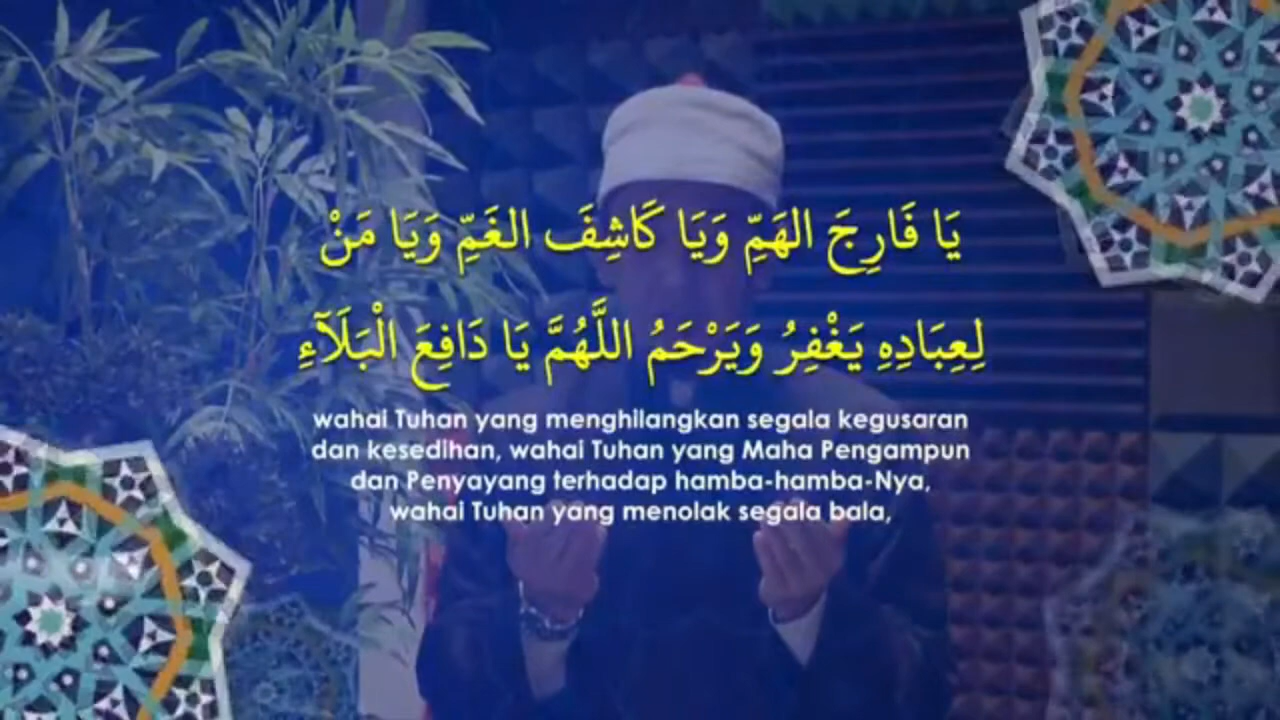 يَا فَارِجَ الهَمِّ وَيَا كَاشِفَ الغَمِّ وَيَا مَنْ
لِعِبَادِهِ يَغْفِرُ وَيَرْحَمُ اللَّهُمَّ يَا دَافِعَ الْبَلَآءِ
wahai Tuhan yang menghilangkan segala kegusaran
dan kesedihan, wahai Tuhan yang Maha Pengampun
dan Penyayang terhadap hamba-hamba-Nya,
wahai Tuhan yang menolak segala bala,